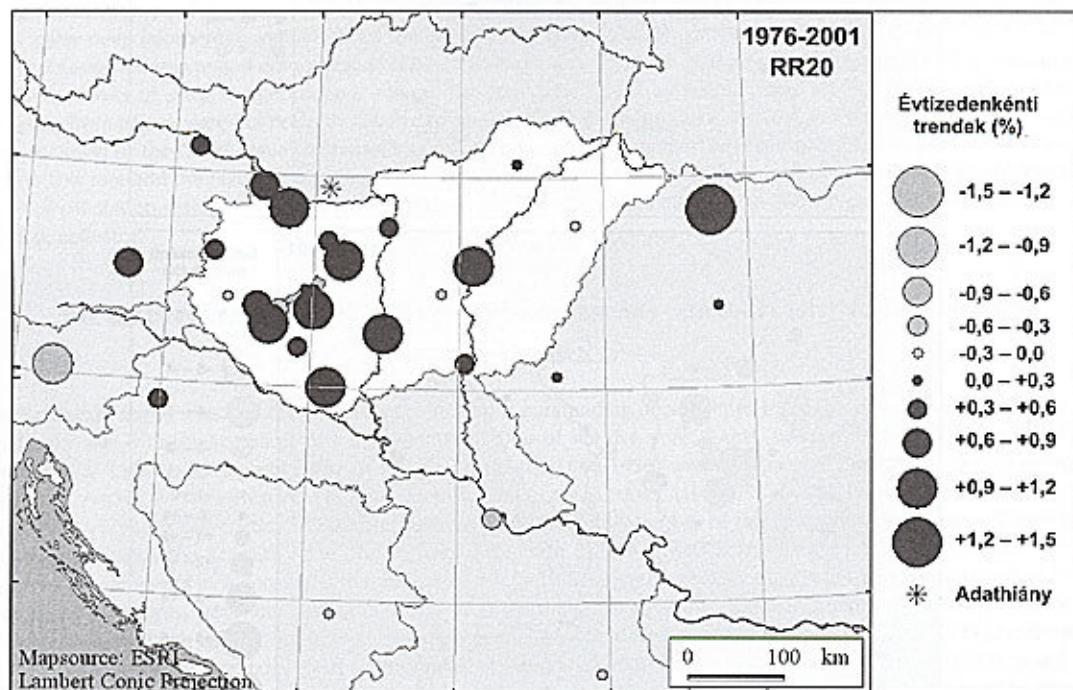 1976-2001
RR20
Évtizedenkénti
trendek (%)
-1,5 – -1,2
-1,2 – -0,9
-0,9 – -0,6
-0,6 – -0,3
-0,3 – 0,0
0,0 – +0,3
+0,3 – +0,6
+0,6 – +0,9
+0,9 – +1,2
+1,2 – +1,5
Adathiány
Mapsource: ESRI
Lambert Conic Projection
0 100 km